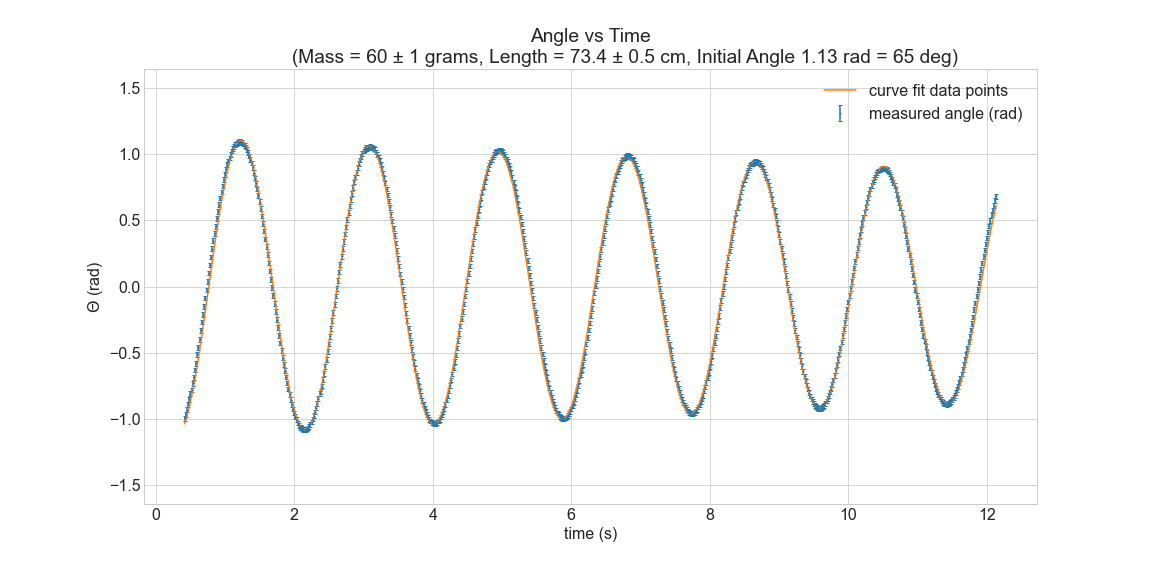 Angle vs Time
(Mass = 60 ± 1 grams, Length = 73.4 ± 0.5 cm, Initial Angle 1.13 rad = 65 deg)
curve fit data points
measured angle (rad)
1.5
1.0
0.5
0.0
−0.5
−1.0
−1.5
Θ (rad)
0 2 4 6 8 10 12
time (s)